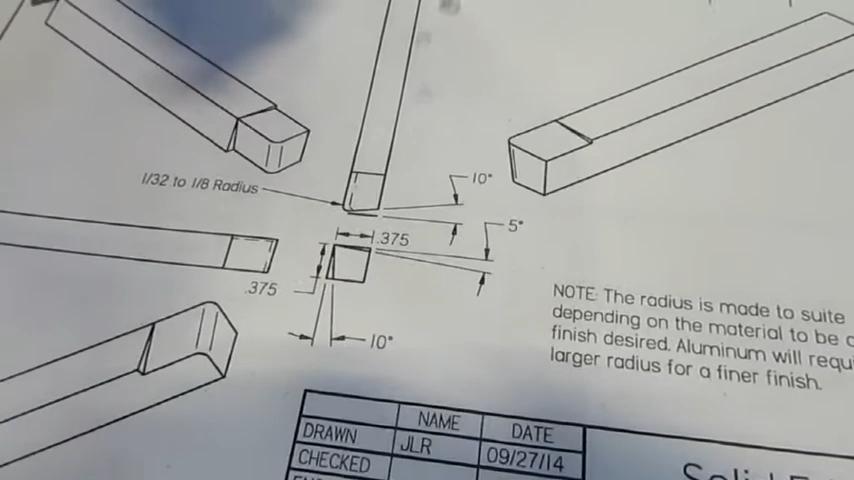 1/32 to 1/8 Radius
10°
5°
.375
.375
10°
NOTE: The radius is made to suite
depending on the material to be
finish desired. Aluminum will
larger radius for a finer finish.
NAME
DATE
DRAWN
JLR
09/27/14
CHECKED
Solid